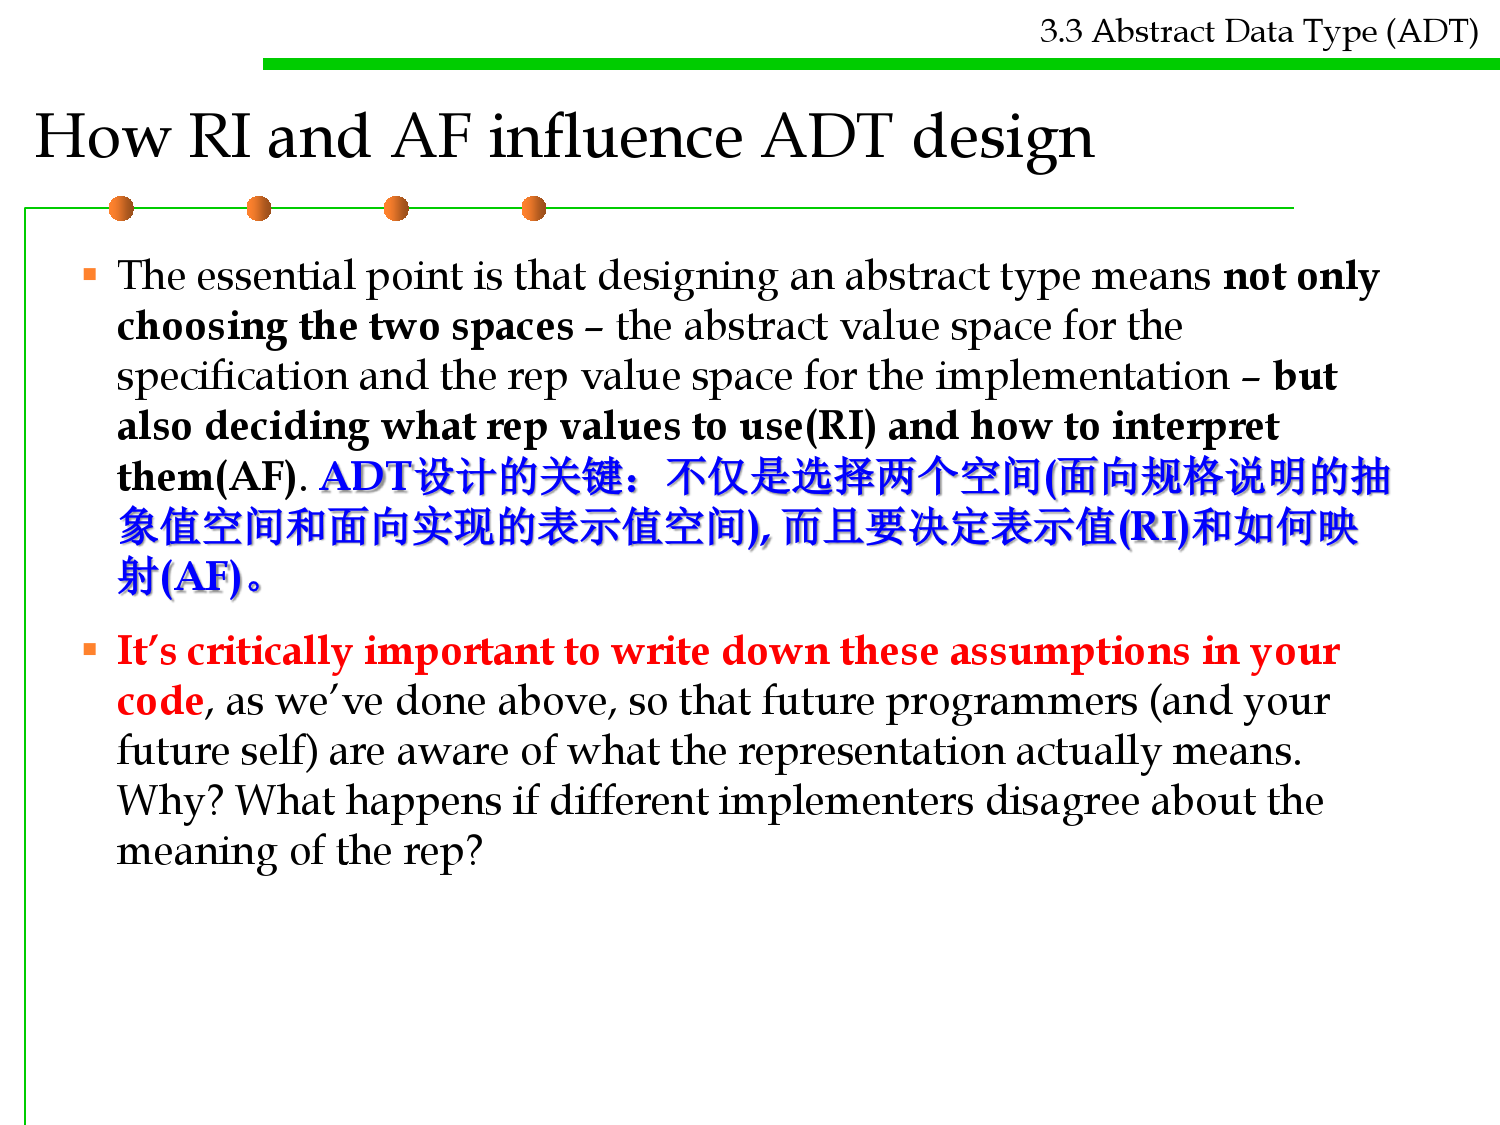 3.3 Abstract Data Type (ADT)
How RI and AF influence ADT design
▪ The essential point is that designing an abstract type means not only
choosing the two spaces – the abstract value space for the
specification and the rep value space for the implementation – but
also deciding what rep values to use(RI) and how to interpret
them(AF). ADT设计的关键：不仅是选择两个空间(面向规格说明的抽
象值空间和面向实现的表示值空间), 而且要决定表示值(RI)和如何映
射(AF)。
▪ It’s critically important to write down these assumptions in your
code, as we’ve done above, so that future programmers (and your
future self) are aware of what the representation actually means.
Why? What happens if different implementers disagree about the
meaning of the rep?